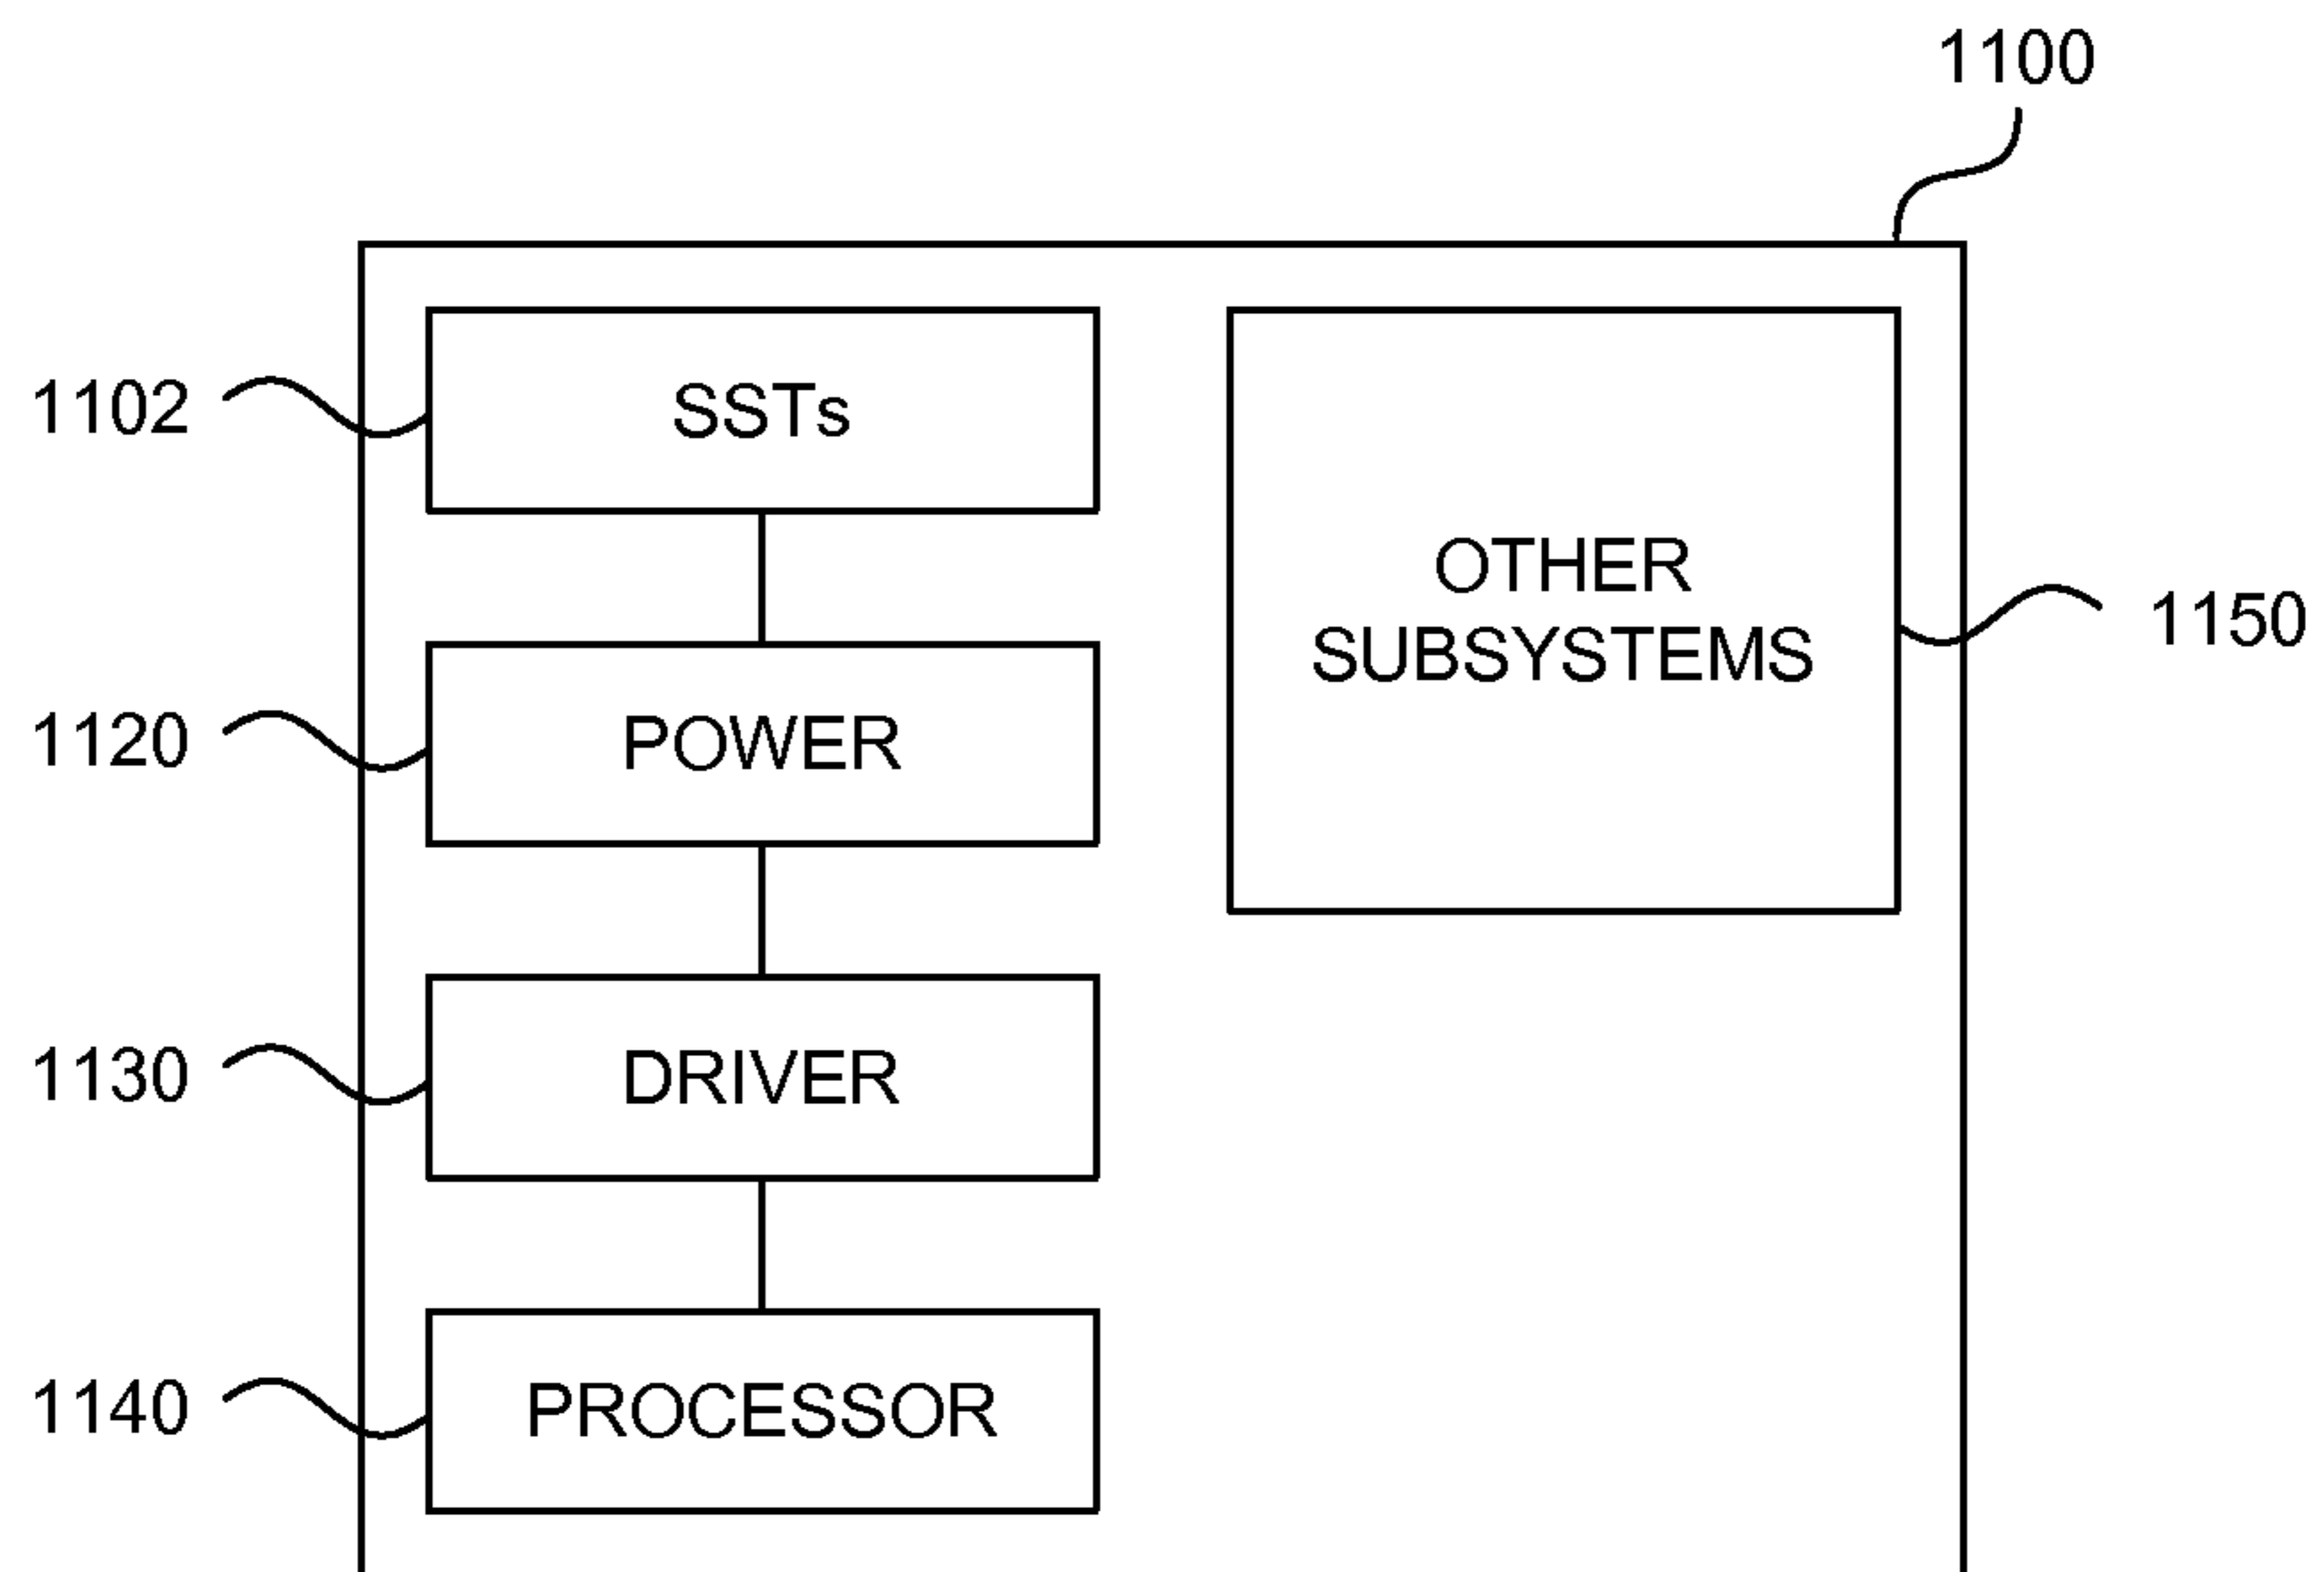 1100
1102
SSTs
OTHER
SUBSYSTEMS
1150
1120
POWER
1130
DRIVER
1140
PROCESSOR